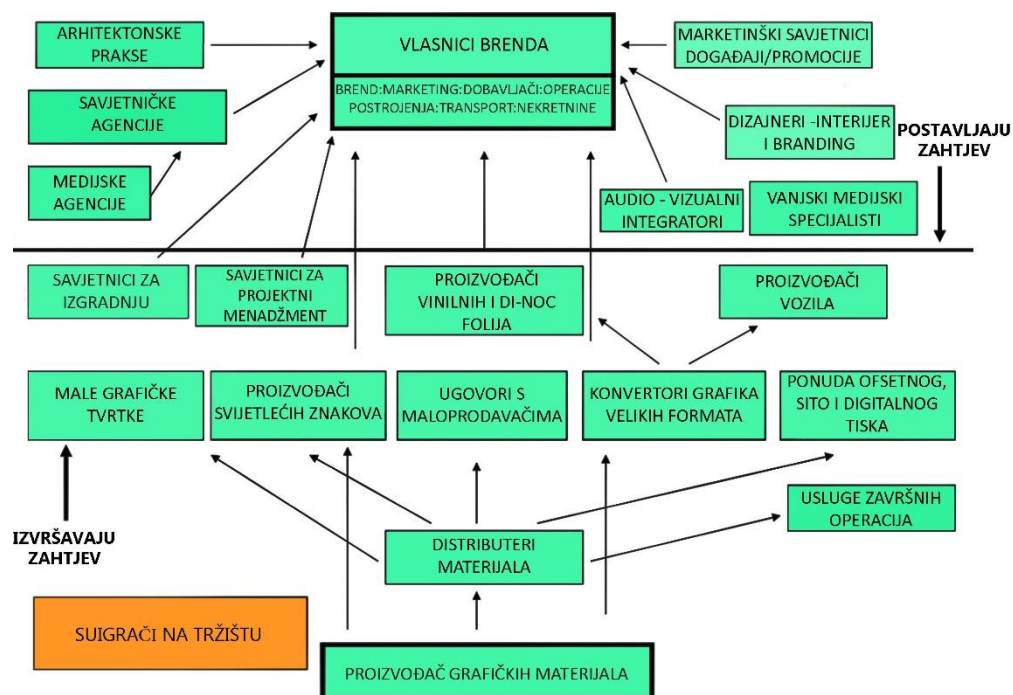 ARHITEKTONSKE
PRAKSE
VLASNICI BRENDA
BREND:MARKETING:DOBAVLJAČI:OPERACIJE
POSTROJENJA:TRANSPORT:NEKRETNINE
MARKETINŠKI SAVJETNICI
DOGAĐAJI/PROMOCIJE
SAVJETNIČKE
AGENCIJE
DIZAJNERI -INTERIJER
I BRANDING
POSTAVLJAJU
ZAHTJEV
MEDIJSKE
AGENCIJE
AUDIO - VIZUALNI
INTEGRATORI
VANJSKI MEDIJSKI
SPECIJALISTI
SAVJETNICI ZA
IZGRADNJU
SAVJETNICI ZA
PROJEKTNI
MENADŽMENT
PROIZVOĐAČI
VINILNIH I DI-NOC
FOLIJA
PROIZVOĐAČI
VOZILA
MALE GRAFIČKE
TVRTKE
PROIZVOĐAČI
SVIJETLEĆIH ZNAKOVA
UGOVORI S
MALOPRODAVAČIMA
KONVERTORI GRAFIKA
VELIKIH FORMATA
PONUDA OFSETNOG,
SITO I DIGITALNOG
TISKA
IZVRŠAVAJU
ZAHTJEV
DISTRIBUTERI
MATERIJALA
USLUGE ZAVRŠNIH
OPERACIJA
SUIGRAČI NA TRŽIŠTU
PROIZVOĐAČ GRAFIČKIH MATERIJALA